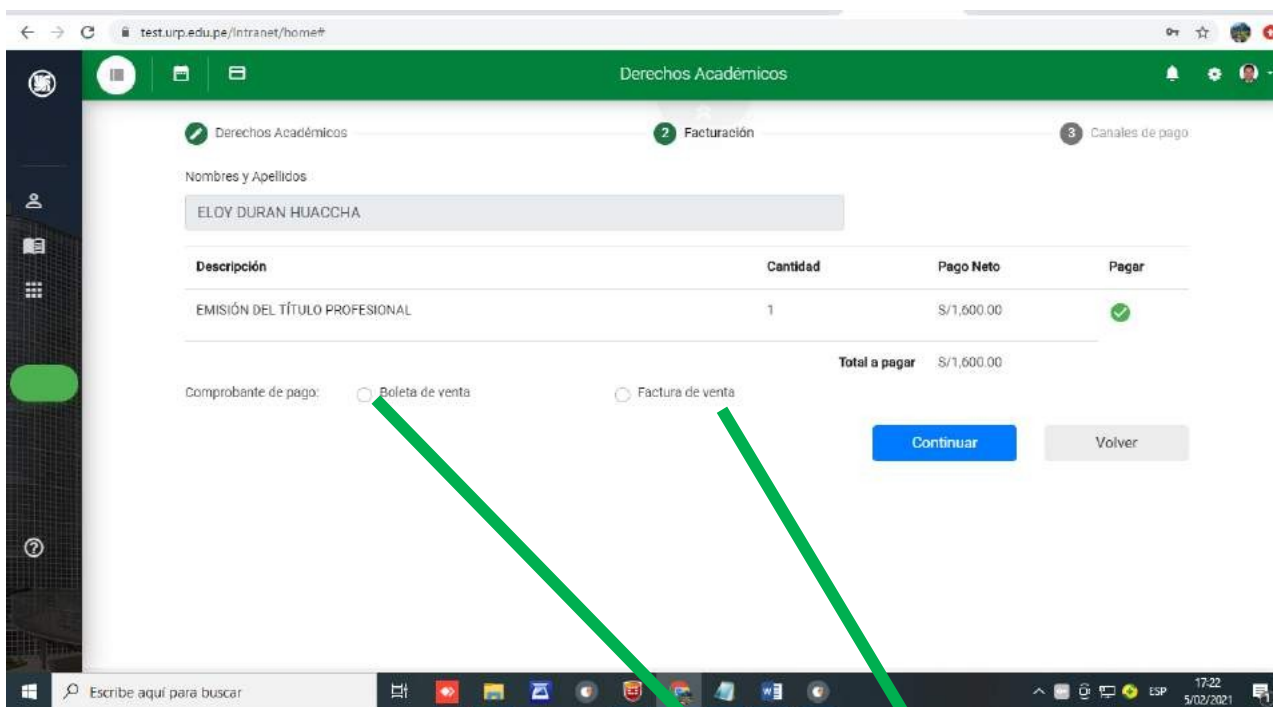 test.urp.edu.pe/intranet/home#
Derechos Académicos
Derechos Académicos
2 Facturación
3 Canales de pago
Nombres y Apellidos
ELOY DURAN HUACCHA
Descripción Cantidad Pago Neto Pagar
EMISIÓN DEL TÍTULO PROFESIONAL 1 S/1,600.00
Total a pagar S/1,600.00
Comprobante de pago: Boleta de venta Factura de venta
Continuar Volver
Escribe aquí para buscar
ESP
17:22
5/02/2021